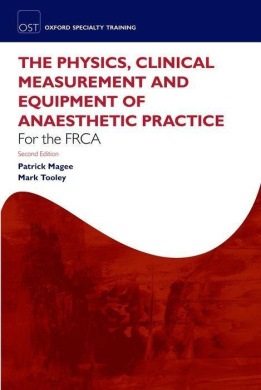 OST OXFORD SPECIALTY TRAINING
THE PHYSICS, CLINICAL
MEASUREMENT AND
EQUIPMENT OF
ANAESTHETIC PRACTICE
For the FRCA
Second Edition
Patrick Magee
Mark Tooley